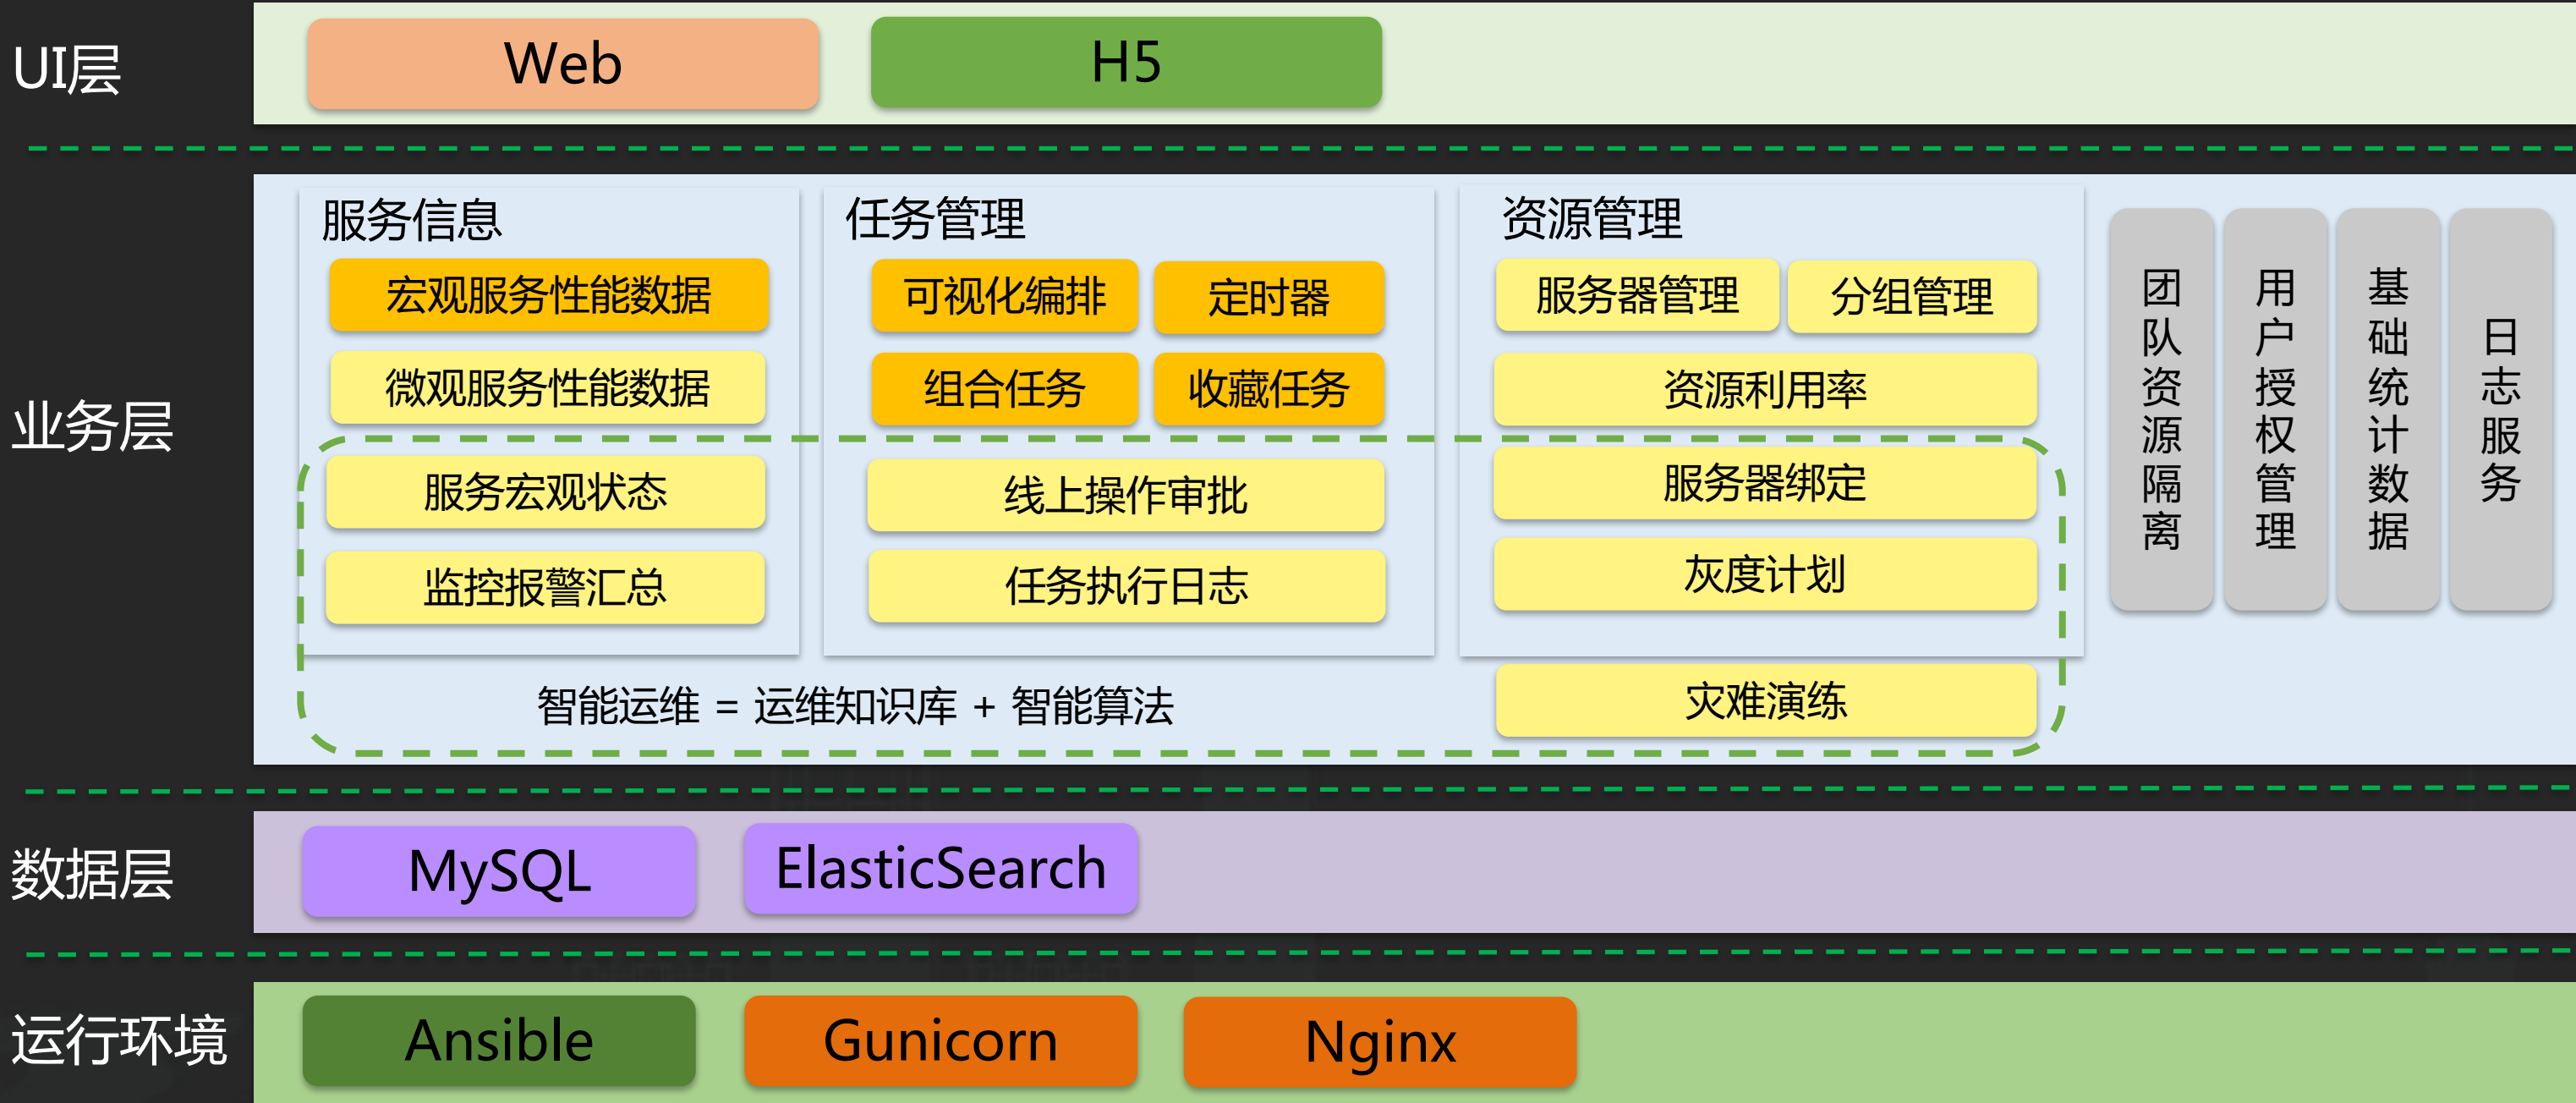 UI层
Web
H5
业务层
服务信息
宏观服务性能数据
微观服务性能数据
服务宏观状态
监控报警汇总
任务管理
可视化编排
定时器
组合任务
收藏任务
线上操作审批
任务执行日志
资源管理
服务器管理
分组管理
资源利用率
服务器绑定
灰度计划
灾难演练
智能运维 = 运维知识库 + 智能算法
团队资源隔离
用户授权管理
基础统计数据
日志服务
数据层
MySQL
ElasticSearch
运行环境
Ansible
Gunicorn
Nginx